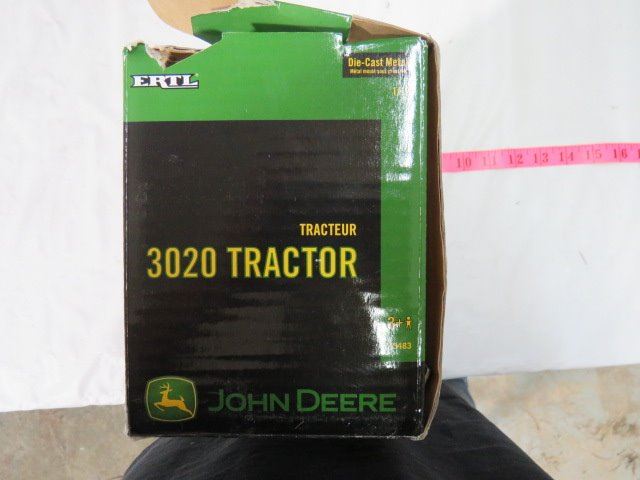 ERTL
Die-Cast Metal
TRACTEUR
3020 TRACTOR
JOHN DEERE
10 11 12 13 14 15 16